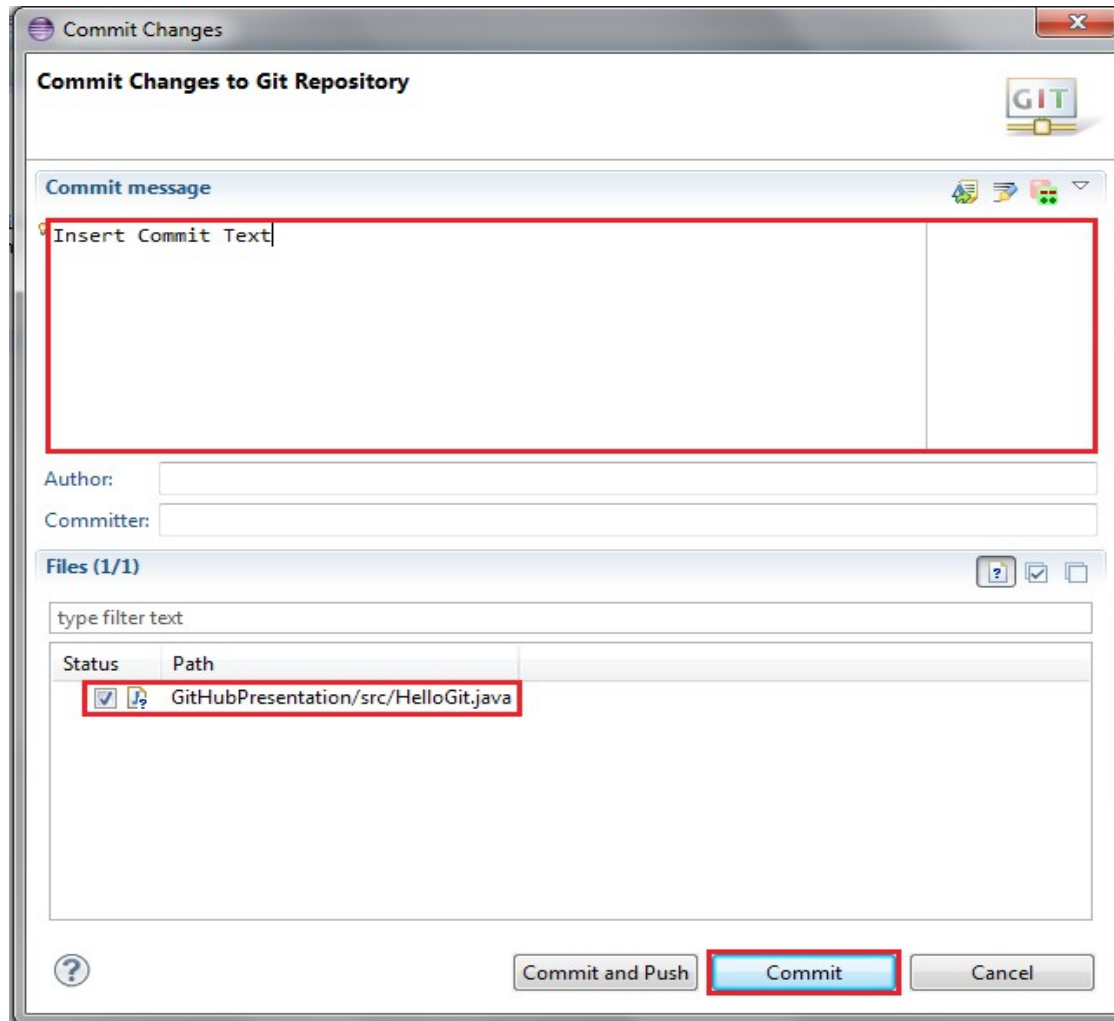 Commit Changes
Commit Changes to Git Repository
GIT
Commit message
Insert Commit Text
Author:
Committer:
Files (1/1)
type filter text
Status Path
GitHubPresentation/src/HelloGit.java
Commit and Push Commit Cancel